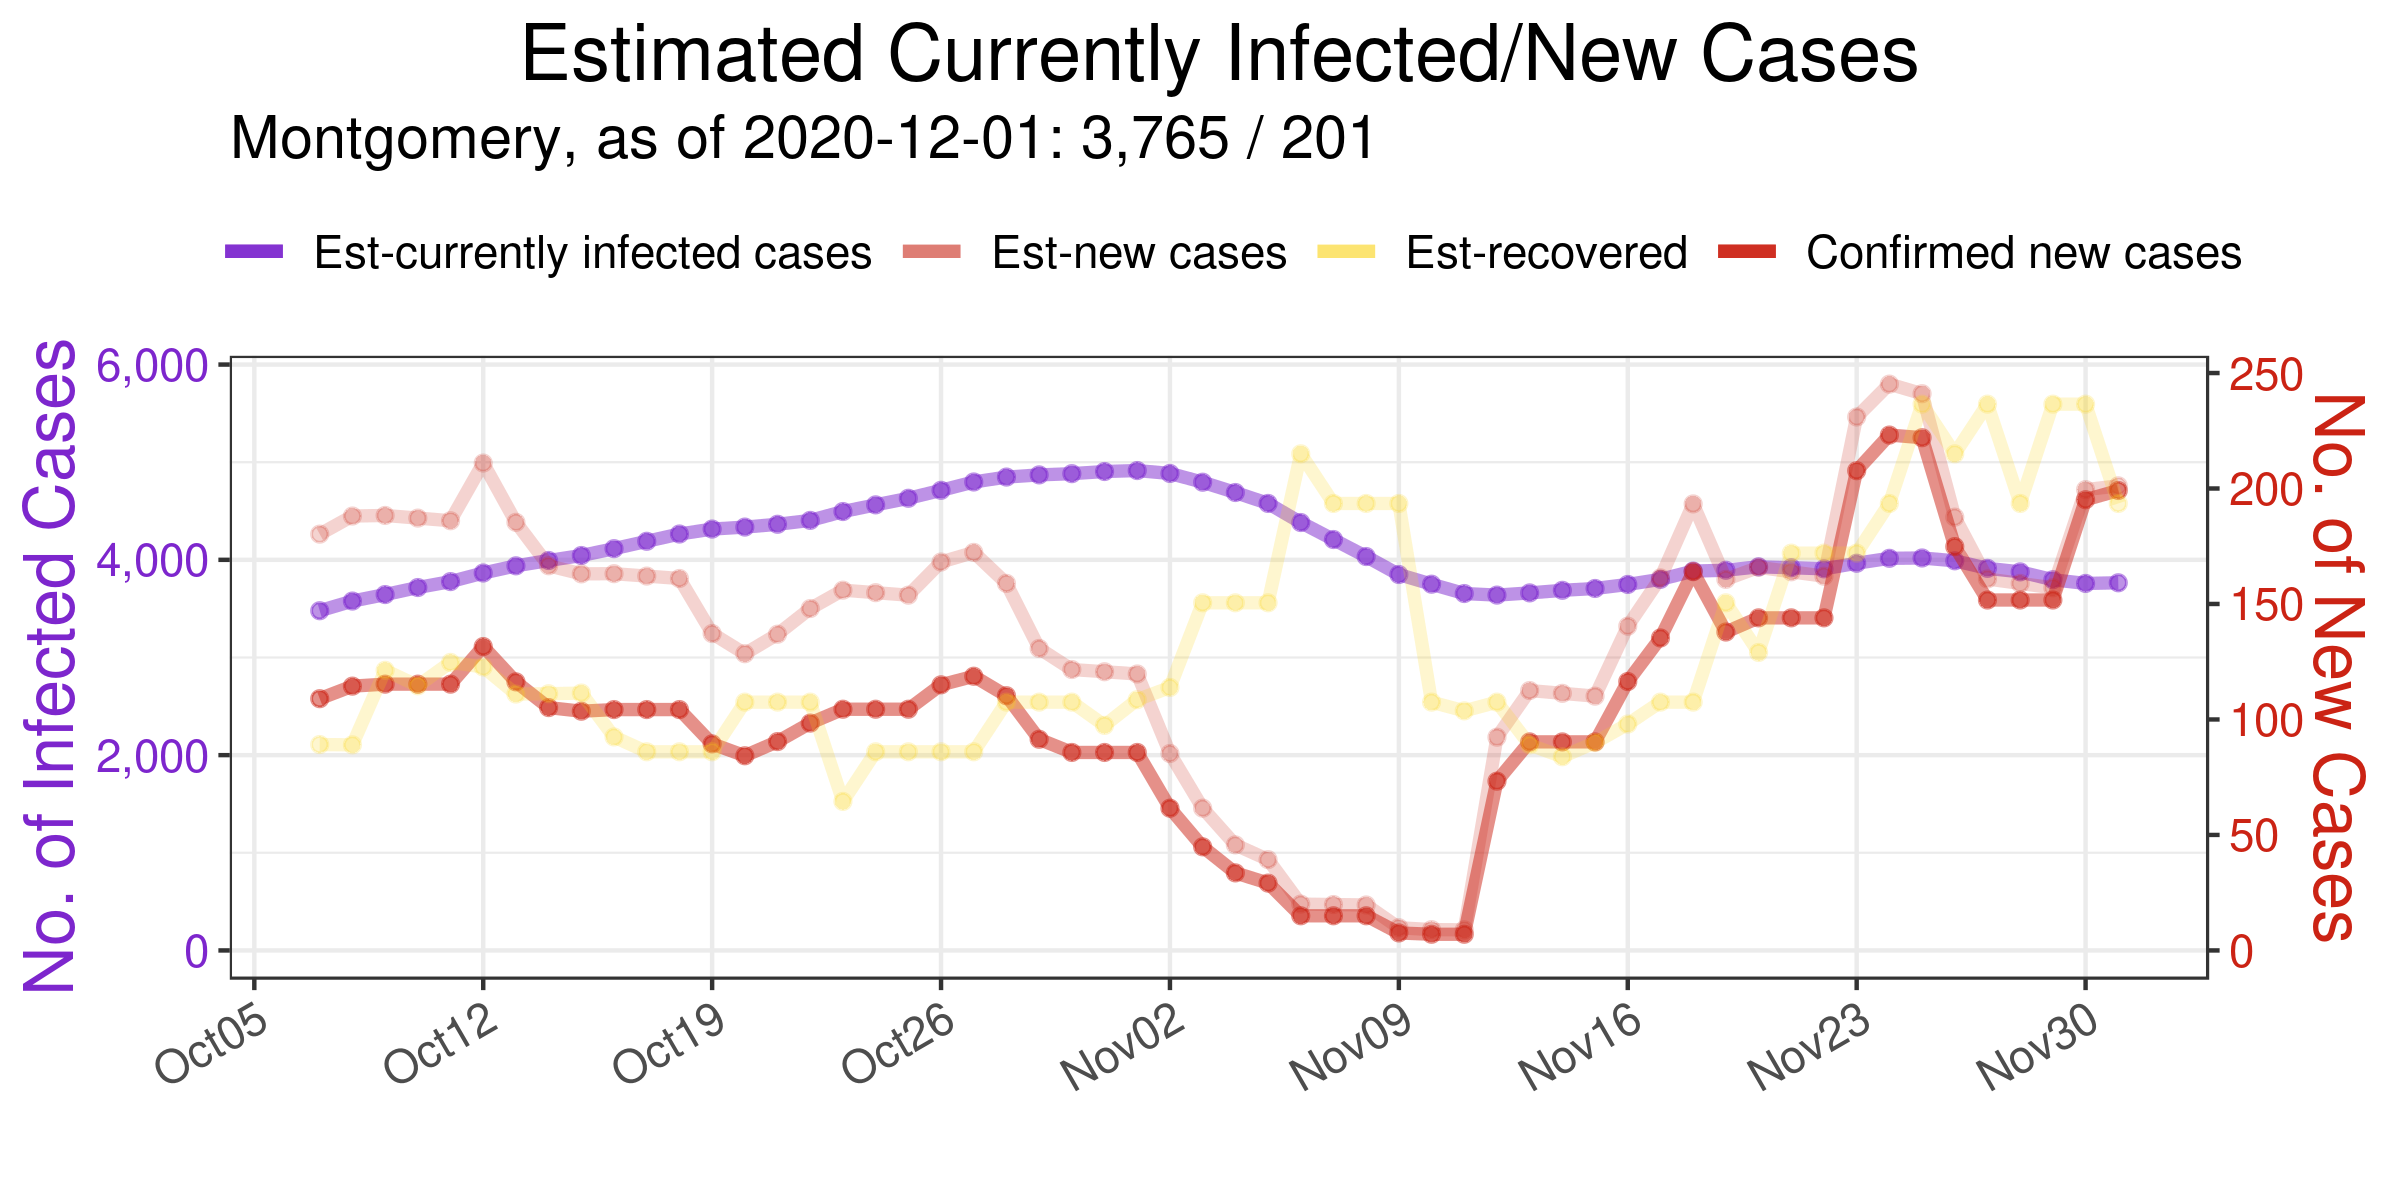 Estimated Currently Infected/New Cases
Montgomery, as of 2020-12-01: 3,765 / 201
Est-currently infected cases Est-new cases Est-recovered Confirmed new cases
No. of Infected Cases
6,000
4,000
2,000
0
250
200
150
100
50
0
No. of New Cases
Oct05 Oct12 Oct19 Oct26 Nov02 Nov09 Nov16 Nov23 Nov30